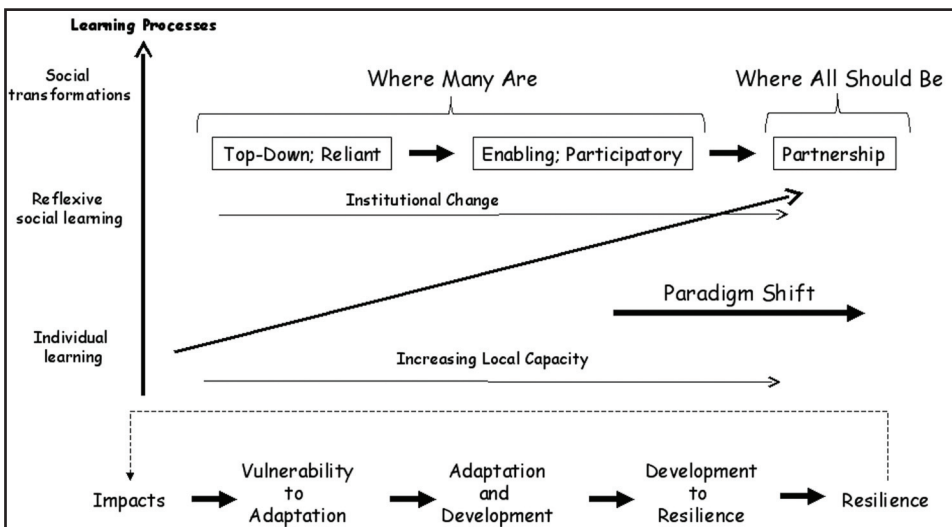 Learning Processes
Social
transformations
Where Many Are
Where All Should Be
Top-Down; Reliant
Enabling; Participatory
Partnership
Reflexive
social learning
Institutional Change
Paradigm Shift
Individual
learning
Increasing Local Capacity
Impacts
Vulnerability
to
Adaptation
Adaptation
and
Development
Development
to
Resilience
Resilience